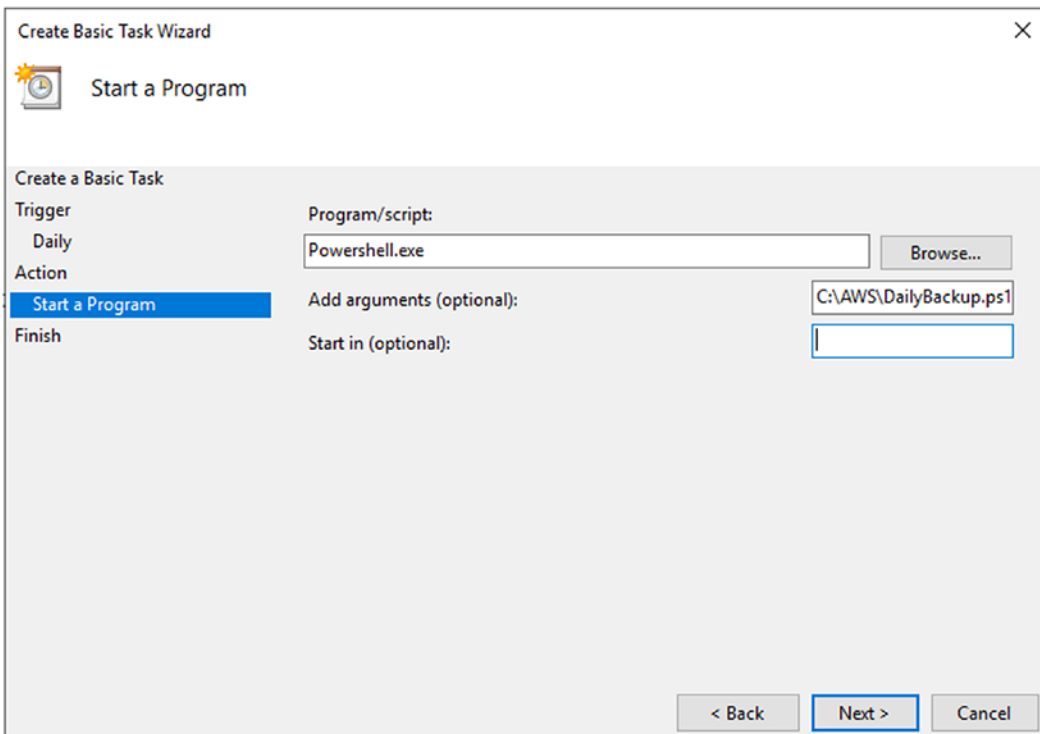 Create Basic Task Wizard
Start a Program
Create a Basic Task
Trigger
Daily
Action
Start a Program
Finish
Program/script:
Powershell.exe
Browse...
Add arguments (optional):
C:\AWS\DailyBackup.ps1
Start in (optional):
< Back
Next >
Cancel